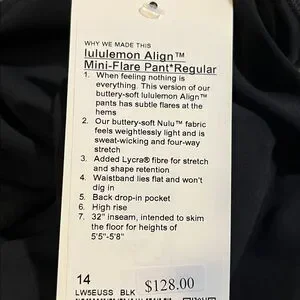 WHY WE MADE THIS
lululemon Align™
Mini-Flare Pant*Regular
1. When feeling nothing is
everything. This version of our
buttery-soft lululemon Align™
pants has subtle flares at the
hems
2. Our buttery-soft Nulu™ fabric
feels weightlessly light and is
sweat-wicking and four-way
stretch
3. Added Lycra® fibre for stretch
and shape retention
4. Waistband lies flat and won't
dig in
5. Back drop-in pocket
6. High rise
7. 32" inseam, intended to skim
the floor for heights of
5'5"-5'8"
14
LW5EUSS BLK $128.00